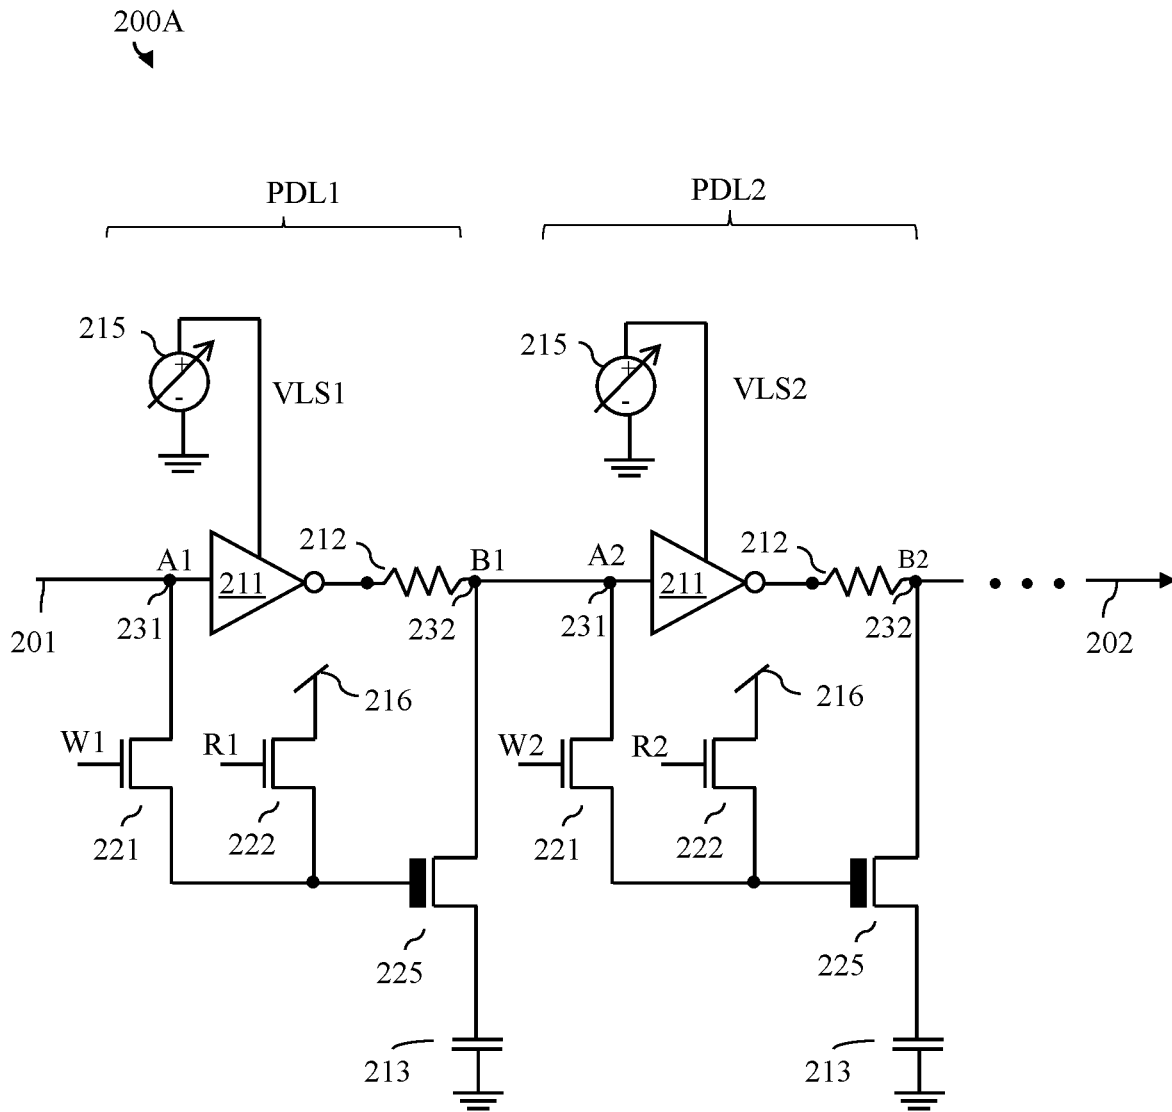 200A
PDL1 PDL2
215 + - VLS1 215 + - VLS2
A1 211 212 B1 A2 211 212 B2
201 231 232 231 232 202
216 216
W1 R1 W2 R2
221 222 221 222
225 225
213 213